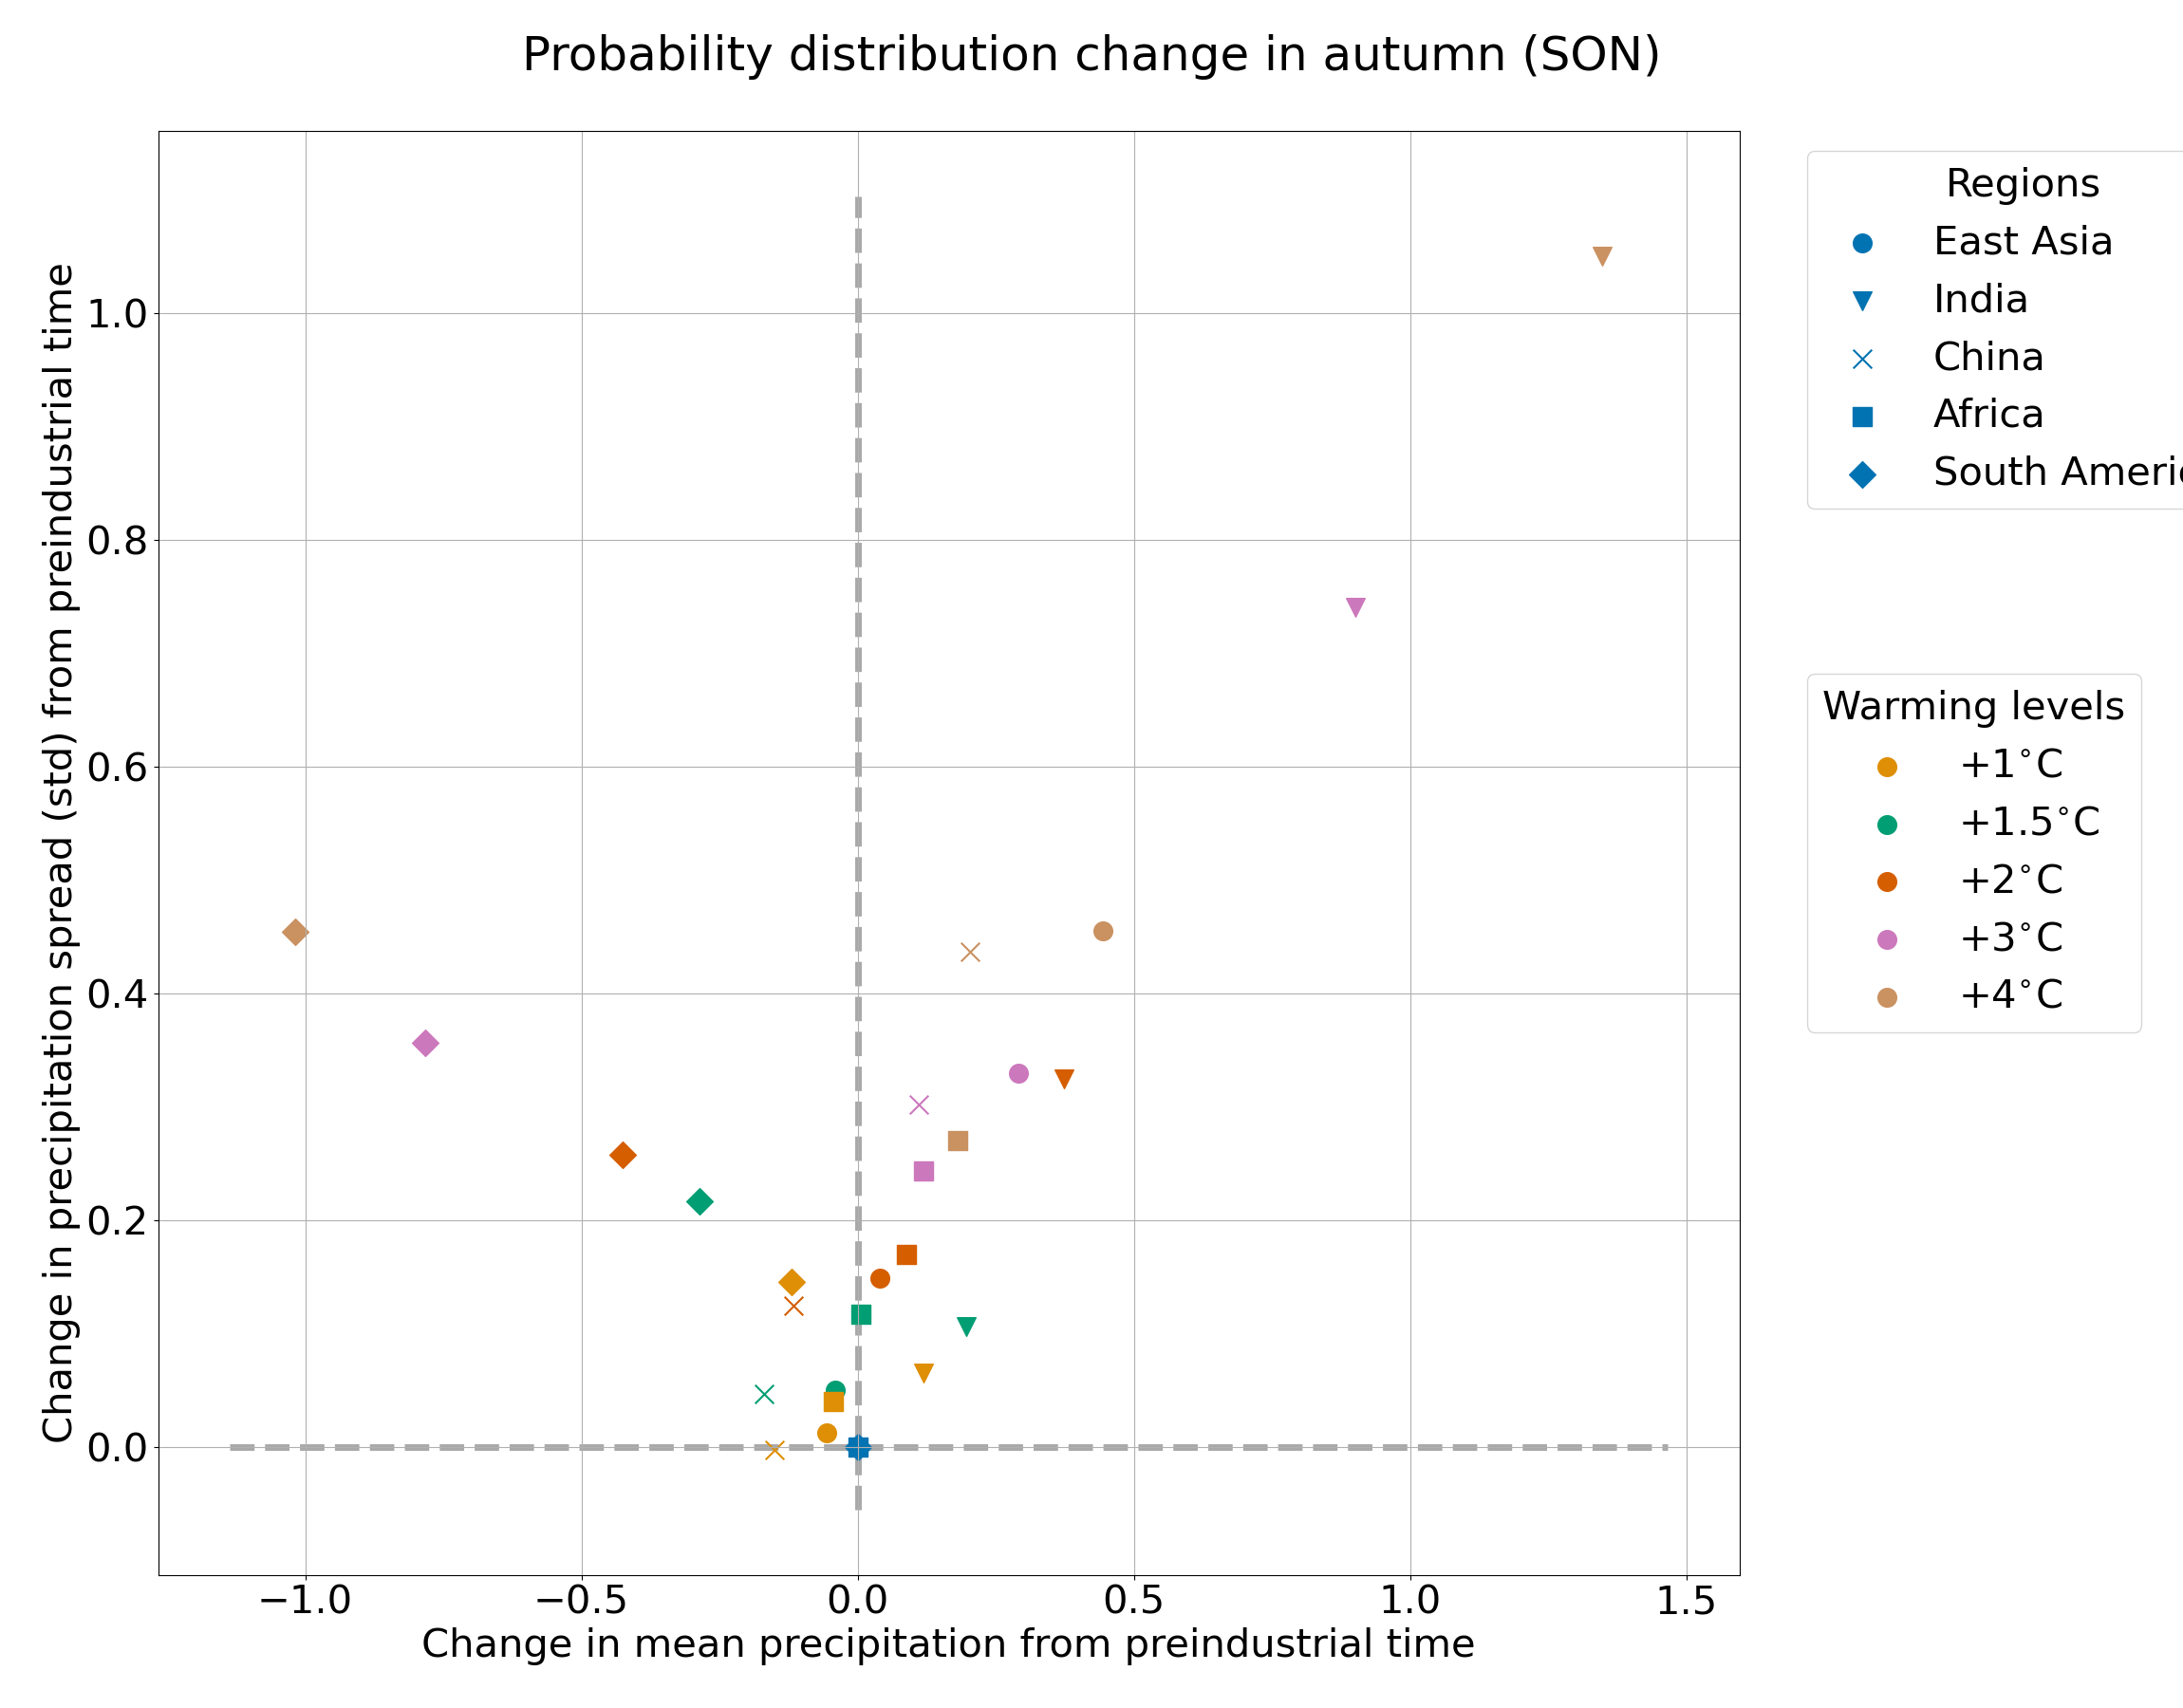 Probability distribution change in autumn (SON)
Change in precipitation spread (std) from preindustrial time
1.0
0.8
0.6
0.4
0.2
0.0
−1.0 −0.5 0.0 0.5 1.0 1.5
Change in mean precipitation from preindustrial time
Regions
East Asia
India
China
Africa
South Ameri
Warming levels
+1°C
+1.5°C
+2°C
+3°C
+4°C